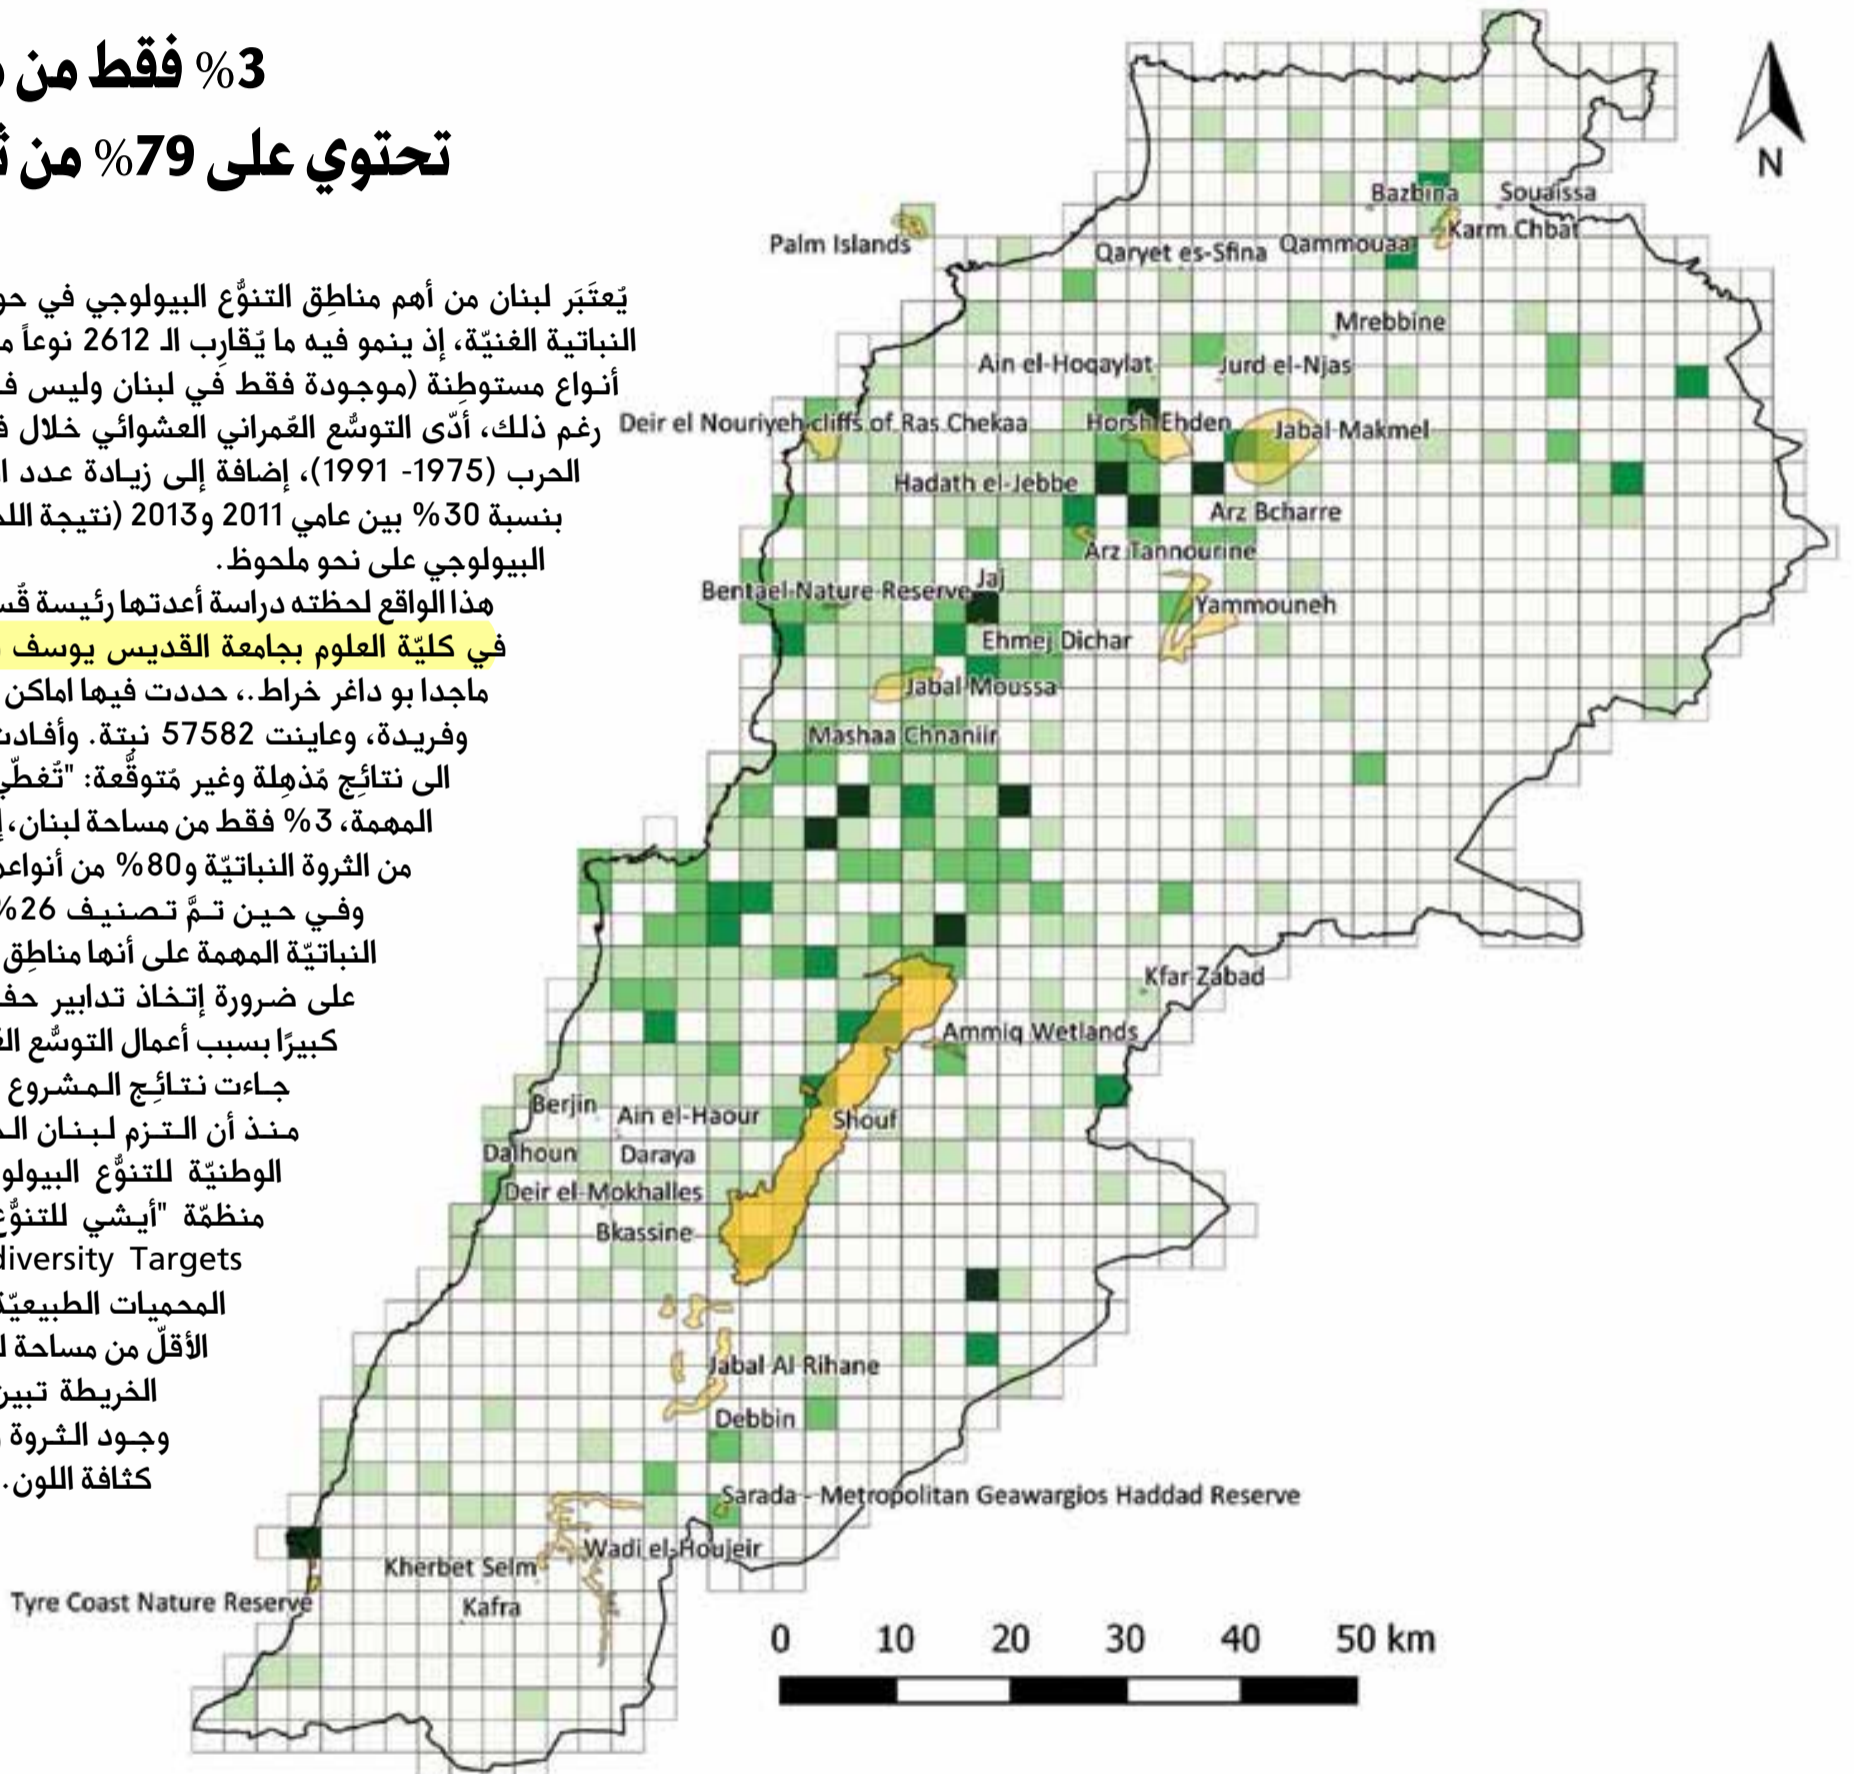 3% فقط من
تحتوي على 79% من
يُعتَبَر لبنان من أهم مناطِق التنوُّع البيولوجي في
النباتية الغنيّة، إذ ينمو فيه ما يُقارِب الـ 2612 نوعاً
أنواع مستوطِنة (موجودة فقط في لبنان وليس
رغم ذلك، أدّى التوسُّع العُمراني العشوائي خلال
الحرب (1975- 1991)، إضافة إلى زيادة عدد
بنسبة 30% بين عامي 2011 و2013 (نتيجة
البيولوجي على نحو ملحوظ.
هذا الواقع لحظته دراسة أعدتها رئيسة
في كليّة العلوم بجامعة القديس يوسف
ماجدا بو داغر خراط.، حددت فيها اماكن
وفريدة، وعاينت 57582 نبتة. وأفادت
الى نتائِج مُذهِلة وغير مُتوقَّعة: "تُغطّي
المهمة، 3% فقط من مساحة لبنان،
من الثروة النباتيّة و80% من
وفي حين تمَّ تصنيف 26%
النباتيّة المهمة على أنها مناطِق
على ضرورة إتخاذ تدابير
كبيرًا بسبب أعمال التوسُّع
جاءت نتائِج المشروع
منذ أن التزم لبنان
الوطنيّة للتنوُّع
منظمّة "أيشي للتنوُّع
diversity Targets
المحميات الطبيعيّة
الأقلّ من مساحة
الخريطة تبين
وجود الثروة
كثافة اللون.
N
Bazbina
Souaissa
Palm Islands
Qaryet es-Sfina
Qammouaa
Karm Chbat
Mrebbine
Ain el-Hoqaylat
Jurd el-Njas
Deir el Nouriyeh cliffs of Ras Chekaa
Horsh Ehden
Jabal Makmel
Hadath el-Jebbe
Arz Bcharre
Arz Tannourine
Jaj
Bentael Nature Reserve
Yammouneh
Ehmej Dichar
Jabal Moussa
Mashaa Chnaniir
Kfar Zabad
Ammiq Wetlands
Berjin
Ain el-Haour
Shouf
Dalhoun
Daraya
Deir el-Mokhalles
Bkassine
Jabal Al Rihane
Debbin
Sarada - Metropolitan Geawargios Haddad Reserve
Wadi el-Houjeir
Kherbet Selm
Tyre Coast Nature Reserve
Kafra
0 10 20 30 40 50 km